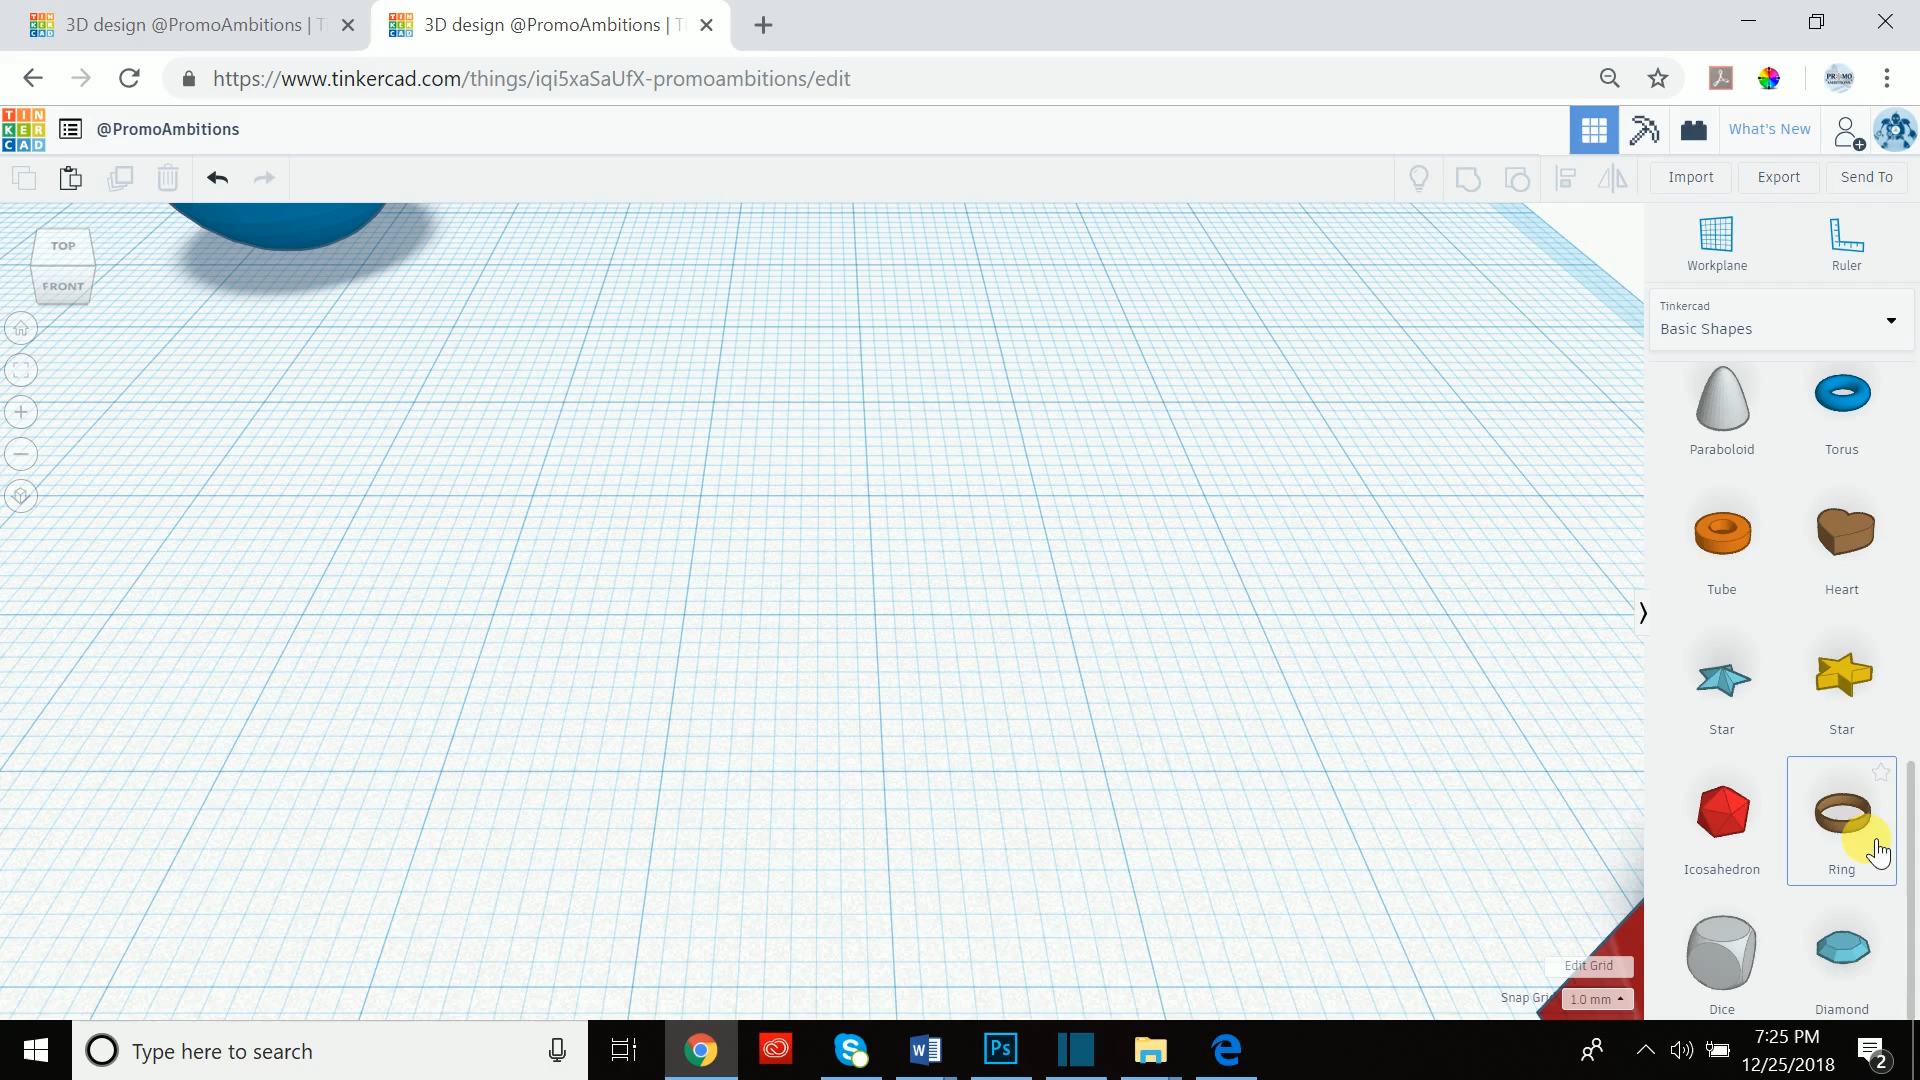 3D design @PromoAmbitions | T
3D design @PromoAmbitions | T
https://www.tinkercad.com/things/iqi5xaSaUfX-promoambitions/edit
PROMO
TIN
KER
CAD
@PromoAmbitions
What's New
Import
Export
Send To
TOP
FRONT
Workplane
Ruler
Tinkercad
Basic Shapes
Paraboloid
Torus
Tube
Heart
Star
Star
Icosahedron
Ring
Dice
Diamond
Edit Grid
Snap Gri
1.0 mm
Type here to search
W
Ps
7:25 PM
12/25/2018
2